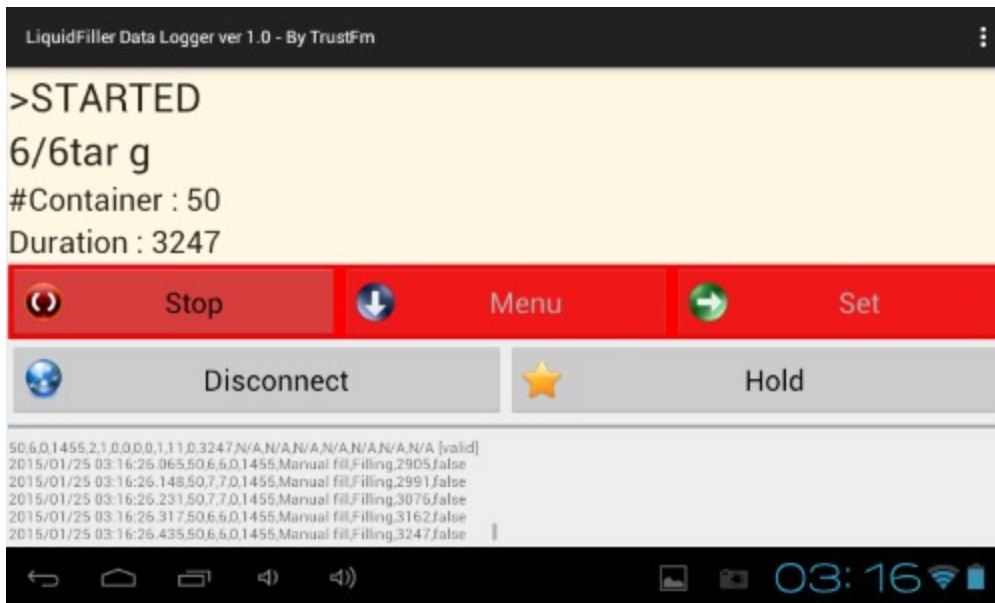 LiquidFiller Data Logger ver 1.0 - By TrustFm
>STARTED
6/6tar g
#Container : 50
Duration : 3247
Stop Menu Set
Disconnect Hold
50,6,0,1455,2,1,0,0,0,0,1,11,0,3247,N/A,N/A,N/A,N/A,N/A,N/A,N/A [valid]
2015/01/25 03:16:26.065,50,6,6,0,1455,Manual fill,Filling,2905,false
2015/01/25 03:16:26.148,50,7,7,0,1455,Manual fill,Filling,2991,false
2015/01/25 03:16:26.231,50,7,7,0,1455,Manual fill,Filling,3076,false
2015/01/25 03:16:26.317,50,6,6,0,1455,Manual fill,Filling,3162,false
2015/01/25 03:16:26.435,50,6,6,0,1455,Manual fill,Filling,3247,false
03:16